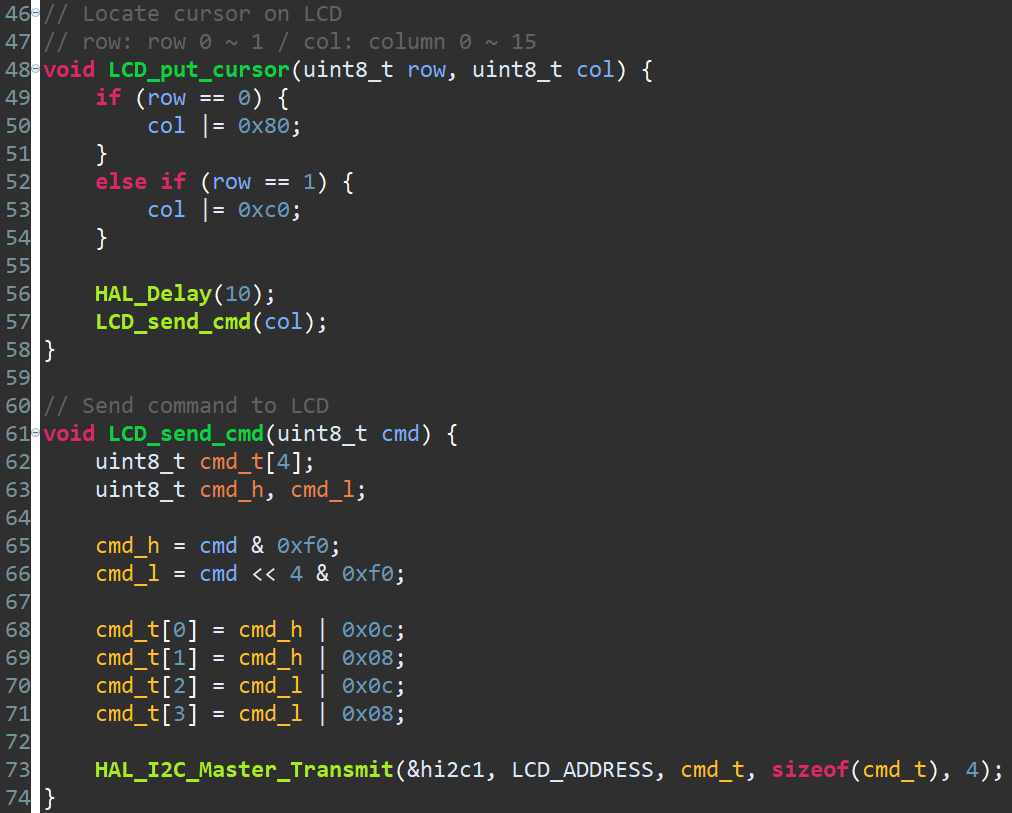 46 // Locate cursor on LCD
47 // row: row 0 ~ 1 / col: column 0 ~ 15
48 void LCD_put_cursor(uint8_t row, uint8_t col) {
49     if (row == 0) {
50         col |= 0x80;
51     }
52     else if (row == 1) {
53         col |= 0xc0;
54     }
55
56     HAL_Delay(10);
57     LCD_send_cmd(col);
58 }
59
60 // Send command to LCD
61 void LCD_send_cmd(uint8_t cmd) {
62     uint8_t cmd_t[4];
63     uint8_t cmd_h, cmd_l;
64
65     cmd_h = cmd & 0xf0;
66     cmd_l = cmd << 4 & 0xf0;
67
68     cmd_t[0] = cmd_h | 0x0c;
69     cmd_t[1] = cmd_h | 0x08;
70     cmd_t[2] = cmd_l | 0x0c;
71     cmd_t[3] = cmd_l | 0x08;
72
73     HAL_I2C_Master_Transmit(&hi2c1, LCD_ADDRESS, cmd_t, sizeof(cmd_t), 4);
74 }